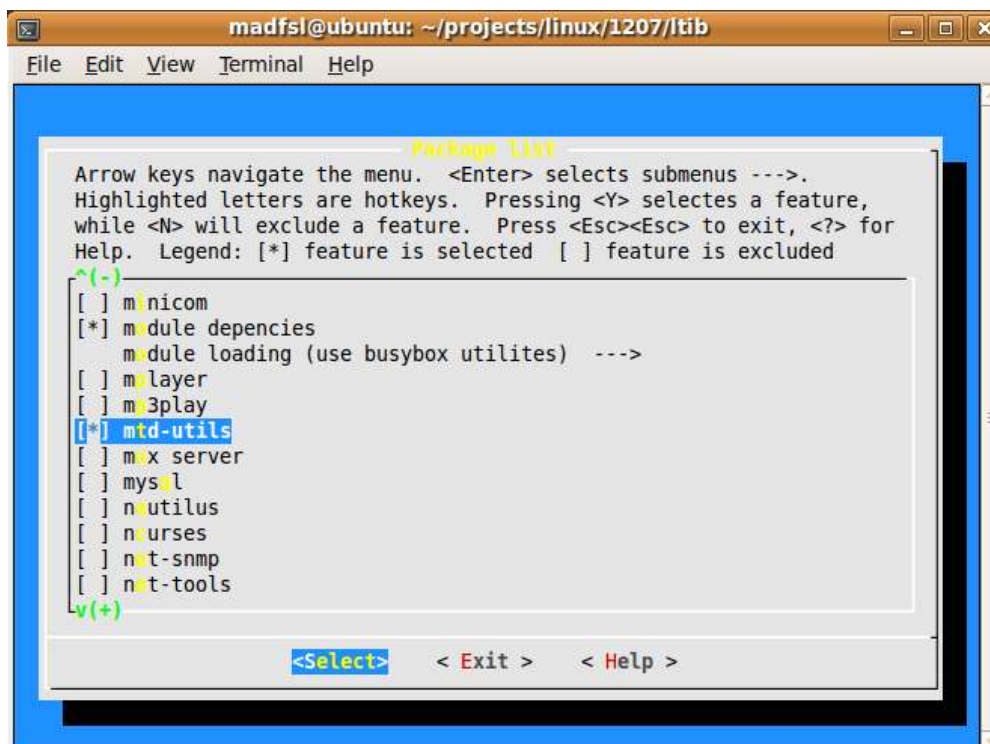 madfsl@ubuntu: ~/projects/linux/1207/ltib
File Edit View Terminal Help
Package list
Arrow keys navigate the menu. <Enter> selects submenus --->.
Highlighted letters are hotkeys. Pressing <Y> selectes a feature,
while <N> will exclude a feature. Press <Esc><Esc> to exit, <?> for
Help. Legend: [*] feature is selected [ ] feature is excluded
^(-)
[ ] minicom
[*] module depencies
module loading (use busybox utilites) --->
[ ] mplayer
[ ] mp3play
[*] mtd-utils
[ ] mux server
[ ] mysql
[ ] nautilus
[ ] ncurses
[ ] net-snmp
[ ] net-tools
v(+)
<Select> < Exit > < Help >